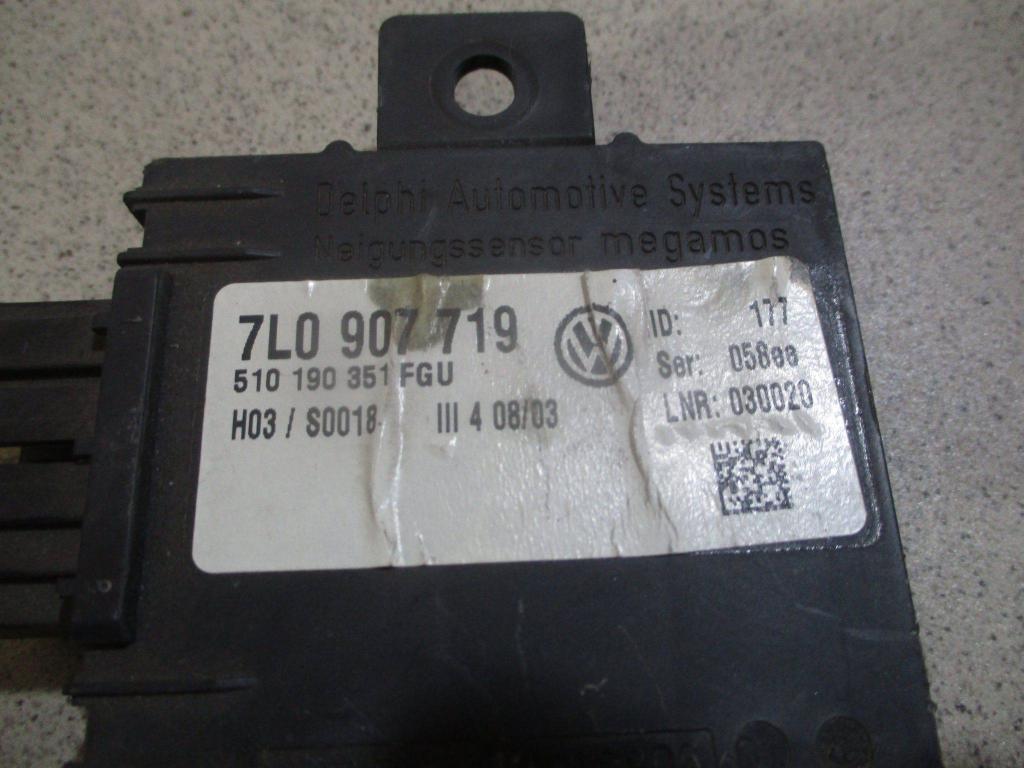 Delphi Automotive Systems
Neigungssensor megamos
7L0 907 719
510 190 351 FGU
H03 / S0018 III 4 08/03
ID: 177
Ser: 058ee
LNR: 030020